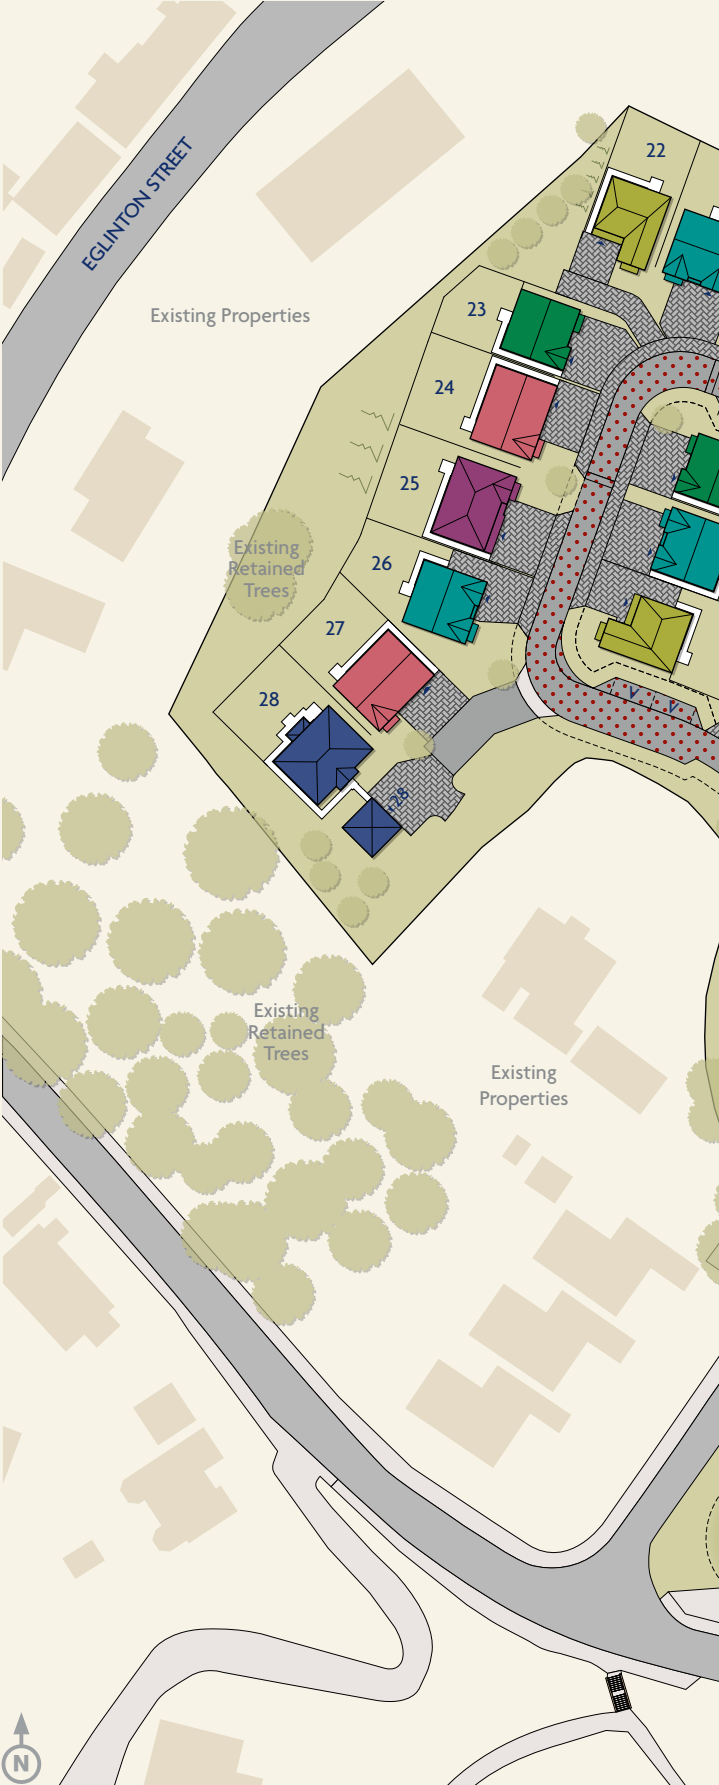 EGLINTON STREET
22
Existing Properties
23
24
25
Existing
Retained
Trees
26
27
28
V
V
28
Existing
Retained
Trees
Existing
Properties
N